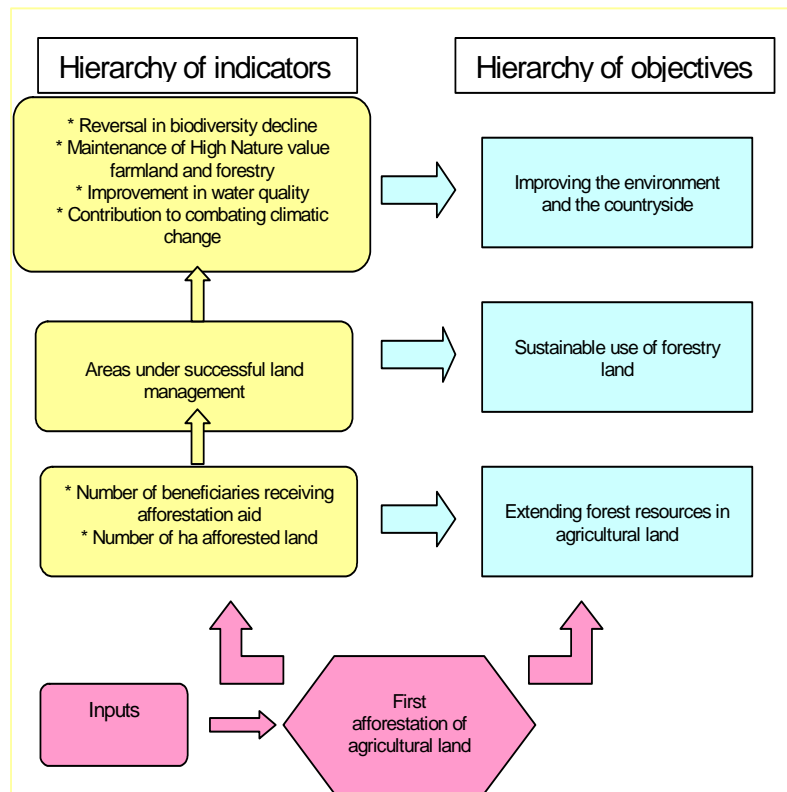 Hierarchy of indicators
Hierarchy of objectives
* Reversal in biodiversity decline
* Maintenance of High Nature value
farmland and forestry
* Improvement in water quality
* Contribution to combating climatic
change
Improving the environment
and the countryside
Areas under successful land
management
Sustainable use of forestry
land
* Number of beneficiaries receiving
afforestation aid
* Number of ha afforested land
Extending forest resources in
agricultural land
Inputs
First
afforestation of
agricultural land